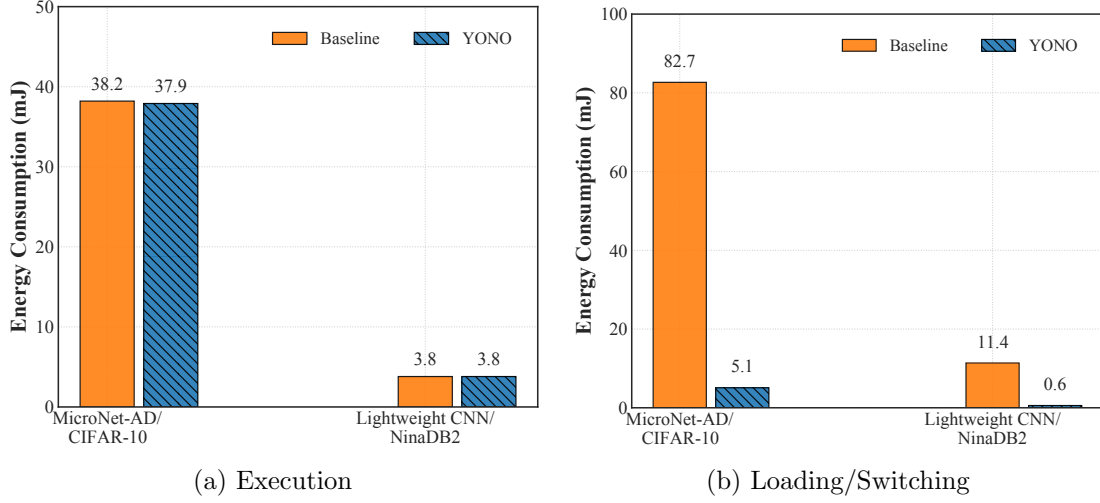 Energy Consumption (mJ)
50
40
30
20
10
0
Baseline
YONO
38.2
37.9
3.8
3.8
MicroNet-AD/
CIFAR-10
Lightweight CNN/
NinaDB2
(a) Execution
Energy Consumption (mJ)
100
80
60
40
20
0
Baseline
YONO
82.7
5.1
11.4
0.6
MicroNet-AD/
CIFAR-10
Lightweight CNN/
NinaDB2
(b) Loading/Switching